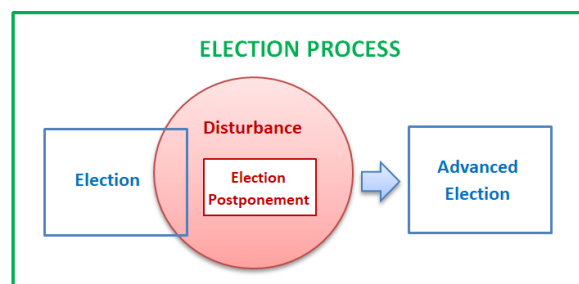 ELECTION PROCESS
Disturbance
Election
Election
Postponement
Advanced
Election